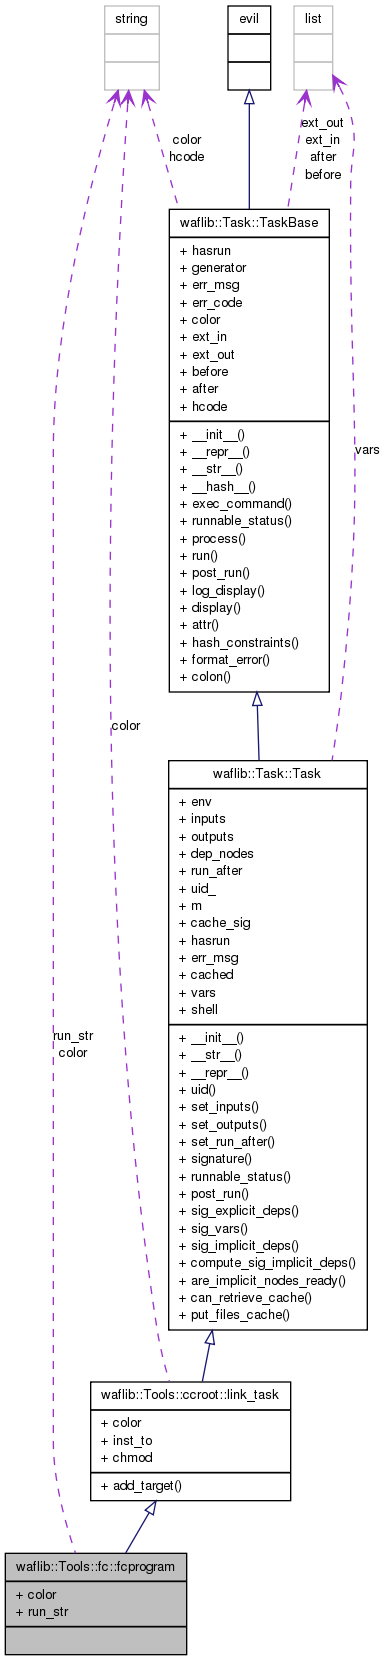 string
evil
list
color
hcode
ext_out
ext_in
after
before
waflib::Task::TaskBase
+ hasrun
+ generator
+ err_msg
+ err_code
+ color
+ ext_in
+ ext_out
+ before
+ after
+ hcode
+ __init__()
+ __repr__()
+ __str__()
+ __hash__()
+ exec_command()
+ runnable_status()
+ process()
+ run()
+ post_run()
+ log_display()
+ display()
+ attr()
+ hash_constraints()
+ format_error()
+ colon()
vars
color
waflib::Task::Task
+ env
+ inputs
+ outputs
+ dep_nodes
+ run_after
+ uid_
+ m
+ cache_sig
+ hasrun
+ err_msg
+ cached
+ vars
+ shell
+ __init__()
+ __str__()
+ __repr__()
+ uid()
+ set_inputs()
+ set_outputs()
+ set_run_after()
+ signature()
+ runnable_status()
+ post_run()
+ sig_explicit_deps()
+ sig_vars()
+ sig_implicit_deps()
+ compute_sig_implicit_deps()
+ are_implicit_nodes_ready()
+ can_retrieve_cache()
+ put_files_cache()
run_str
color
waflib::Tools::ccroot::link_task
+ color
+ inst_to
+ chmod
+ add_target()
waflib::Tools::fc::fcprogram
+ color
+ run_str